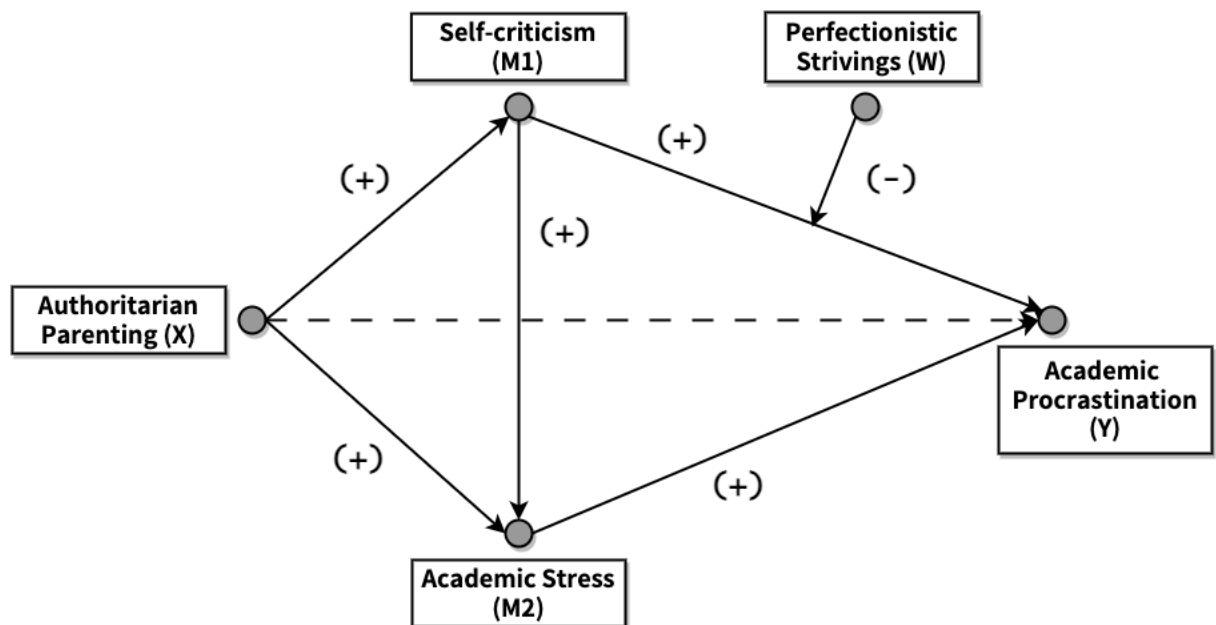 Self-criticism
(M1)
Perfectionistic
Strivings (W)
(+)
(+)
(-)
(+)
Authoritarian
Parenting (X)
Academic
Procrastination
(Y)
(+)
(+)
Academic Stress
(M2)